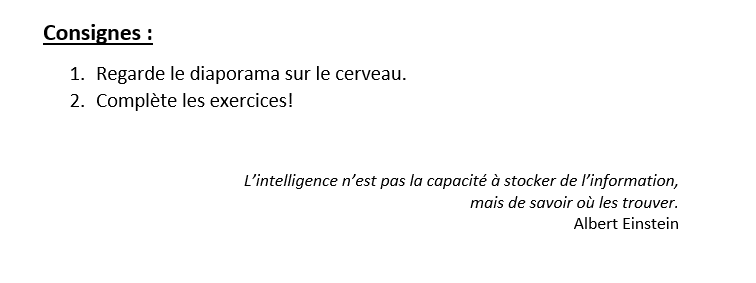 Consignes :
1. Regarde le diaporama sur le cerveau.
2. Complète les exercices!
L’intelligence n’est pas la capacité à stocker de l’information,
mais de savoir où les trouver.
Albert Einstein